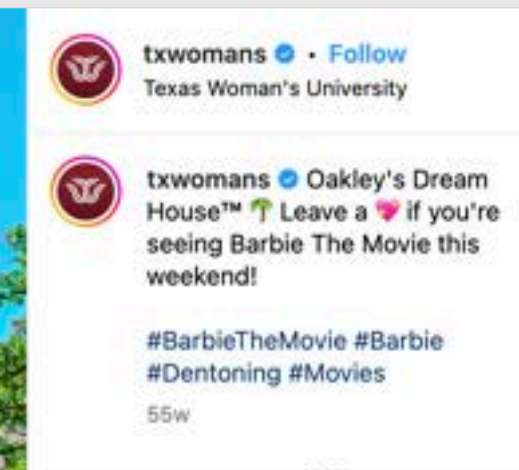 txwomans • Follow
Texas Woman's University
txwomans Oakley's Dream
House™ 🌴 Leave a 💖 if you're
seeing Barbie The Movie this
weekend!
#BarbieTheMovie #Barbie
#Dentoning #Movies
55w